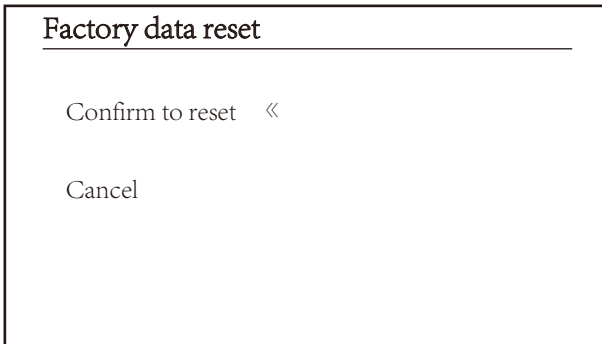 Factory data reset
Confirm to reset 《
Cancel